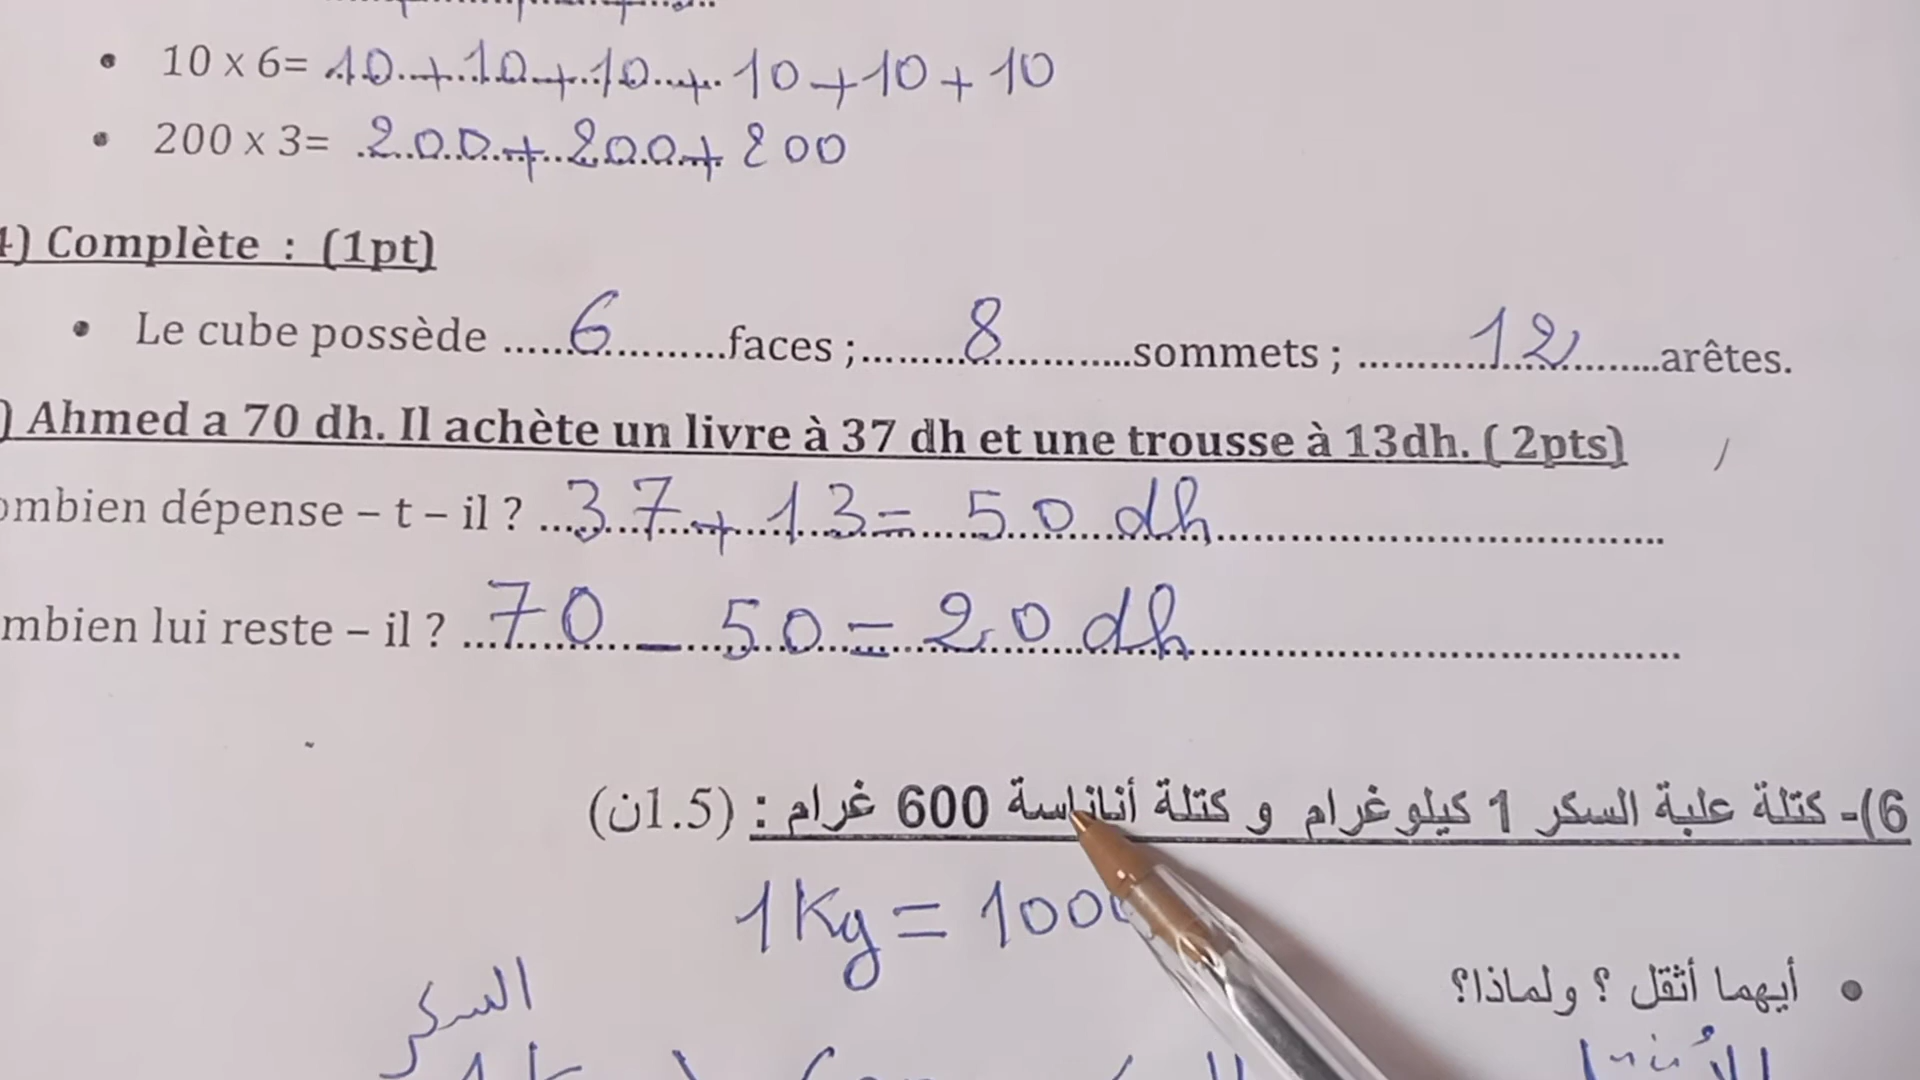 10 x 6= 10+10+10+10+10+10
200 x 3= 200+200+200
4) Complète : (1pt)
Le cube possède 6 faces ; 8 sommets ; 12 arêtes.
) Ahmed a 70 dh. Il achète un livre à 37 dh et une trousse à 13dh. ( 2pts)
ombien dépense – t – il ? 37+13= 50 dh
mbien lui reste – il ? 70 – 50 = 20 dh
6)- كتلة علبة السكر 1 كيلوغرام و كتلة أناناسة 600 غرام : (1.5ن)
1Kg = 1000
أيهما أثقل ؟ ولماذا؟
السكر